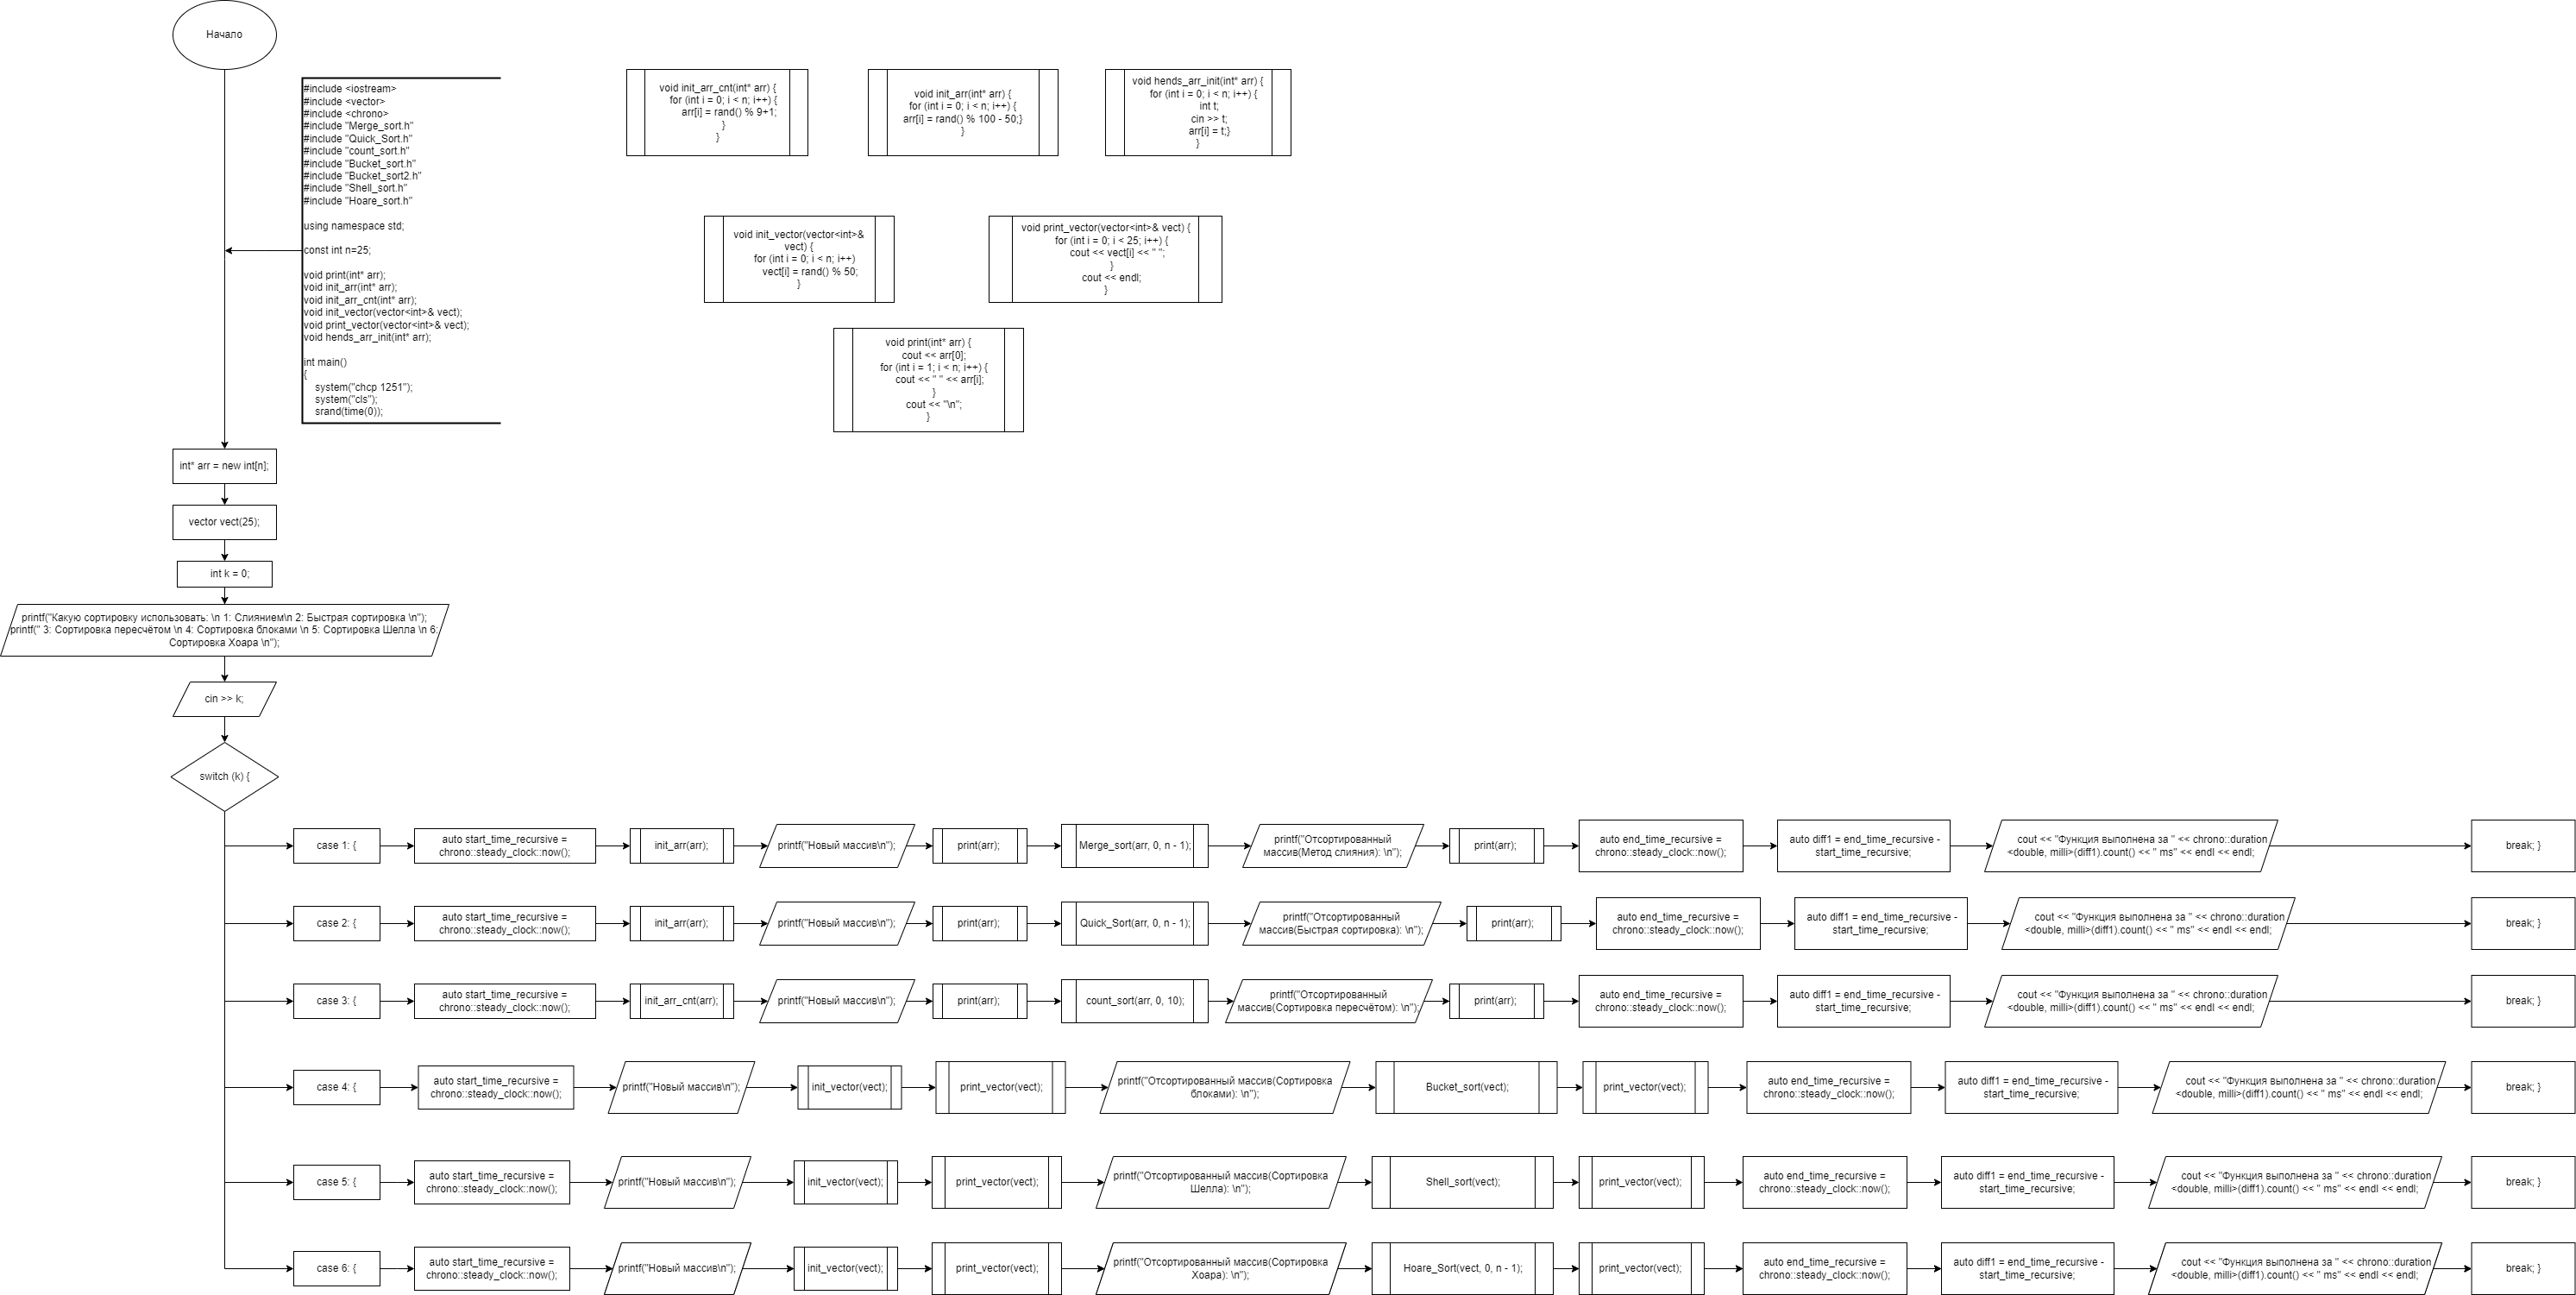 Начало
#include <iostream>
#include <vector>
#include <chrono>
#include "Merge_sort.h"
#include "Quick_Sort.h"
#include "count_sort.h"
#include "Bucket_sort.h"
#include "Bucket_sort2.h"
#include "Shell_sort.h"
#include "Hoare_sort.h"
using namespace std;
const int n=25;
void print(int* arr);
void init_arr(int* arr);
void init_arr_cnt(int* arr);
void init_vector(vector<int>& vect);
void print_vector(vector<int>& vect);
void hends_arr_init(int* arr);
int main()
{
system("chcp 1251");
system("cls");
srand(time(0));
void init_arr_cnt(int* arr) {
for (int i = 0; i < n; i++) {
arr[i] = rand() % 9+1;
}
}
void init_arr(int* arr) {
for (int i = 0; i < n; i++) {
arr[i] = rand() % 100 - 50;}
}
void hends_arr_init(int* arr) {
for (int i = 0; i < n; i++) {
int t;
cin >> t;
arr[i] = t;}
}
void init_vector(vector<int>&
vect) {
for (int i = 0; i < n; i++)
vect[i] = rand() % 50;
}
void print_vector(vector<int>& vect) {
for (int i = 0; i < 25; i++) {
cout << vect[i] << " ";
}
cout << endl;
}
void print(int* arr) {
cout << arr[0];
for (int i = 1; i < n; i++) {
cout << " " << arr[i];
}
cout << "\n";
}
int* arr = new int[n];
vector vect(25);
int k = 0;
printf("Какую сортировку использовать: \n 1: Слиянием\n 2: Быстрая сортировка \n");
printf(" 3: Сортировка пересчётом \n 4: Сортировка блоками \n 5: Сортировка Шелла \n 6:
Сортировка Хоара \n");
cin >> k;
switch (k) {
case 1: {
auto start_time_recursive =
chrono::steady_clock::now();
init_arr(arr);
printf("Новый массив\n");
print(arr);
Merge_sort(arr, 0, n - 1);
printf("Отсортированный
массив(Метод слияния): \n");
print(arr);
auto end_time_recursive =
chrono::steady_clock::now();
auto diff1 = end_time_recursive -
start_time_recursive;
cout << "Функция выполнена за " << chrono::duration
<double, milli>(diff1).count() << " ms" << endl << endl;
break; }
case 2: {
auto start_time_recursive =
chrono::steady_clock::now();
init_arr(arr);
printf("Новый массив\n");
print(arr);
Quick_Sort(arr, 0, n - 1);
printf("Отсортированный
массив(Быстрая сортировка): \n");
print(arr);
auto end_time_recursive =
chrono::steady_clock::now();
auto diff1 = end_time_recursive -
start_time_recursive;
cout << "Функция выполнена за " << chrono::duration
<double, milli>(diff1).count() << " ms" << endl << endl;
break; }
case 3: {
auto start_time_recursive =
chrono::steady_clock::now();
init_arr_cnt(arr);
printf("Новый массив\n");
print(arr);
count_sort(arr, 0, 10);
printf("Отсортированный
массив(Сортировка пересчётом): \n");
print(arr);
auto end_time_recursive =
chrono::steady_clock::now();
auto diff1 = end_time_recursive -
start_time_recursive;
cout << "Функция выполнена за " << chrono::duration
<double, milli>(diff1).count() << " ms" << endl << endl;
break; }
case 4: {
auto start_time_recursive =
chrono::steady_clock::now();
printf("Новый массив\n");
init_vector(vect);
print_vector(vect);
printf("Отсортированный массив(Сортировка
блоками): \n");
Bucket_sort(vect);
print_vector(vect);
auto end_time_recursive =
chrono::steady_clock::now();
auto diff1 = end_time_recursive -
start_time_recursive;
cout << "Функция выполнена за " << chrono::duration
<double, milli>(diff1).count() << " ms" << endl << endl;
break; }
case 5: {
auto start_time_recursive =
chrono::steady_clock::now();
printf("Новый массив\n");
init_vector(vect);
print_vector(vect);
printf("Отсортированный массив(Сортировка
Шелла): \n");
Shell_sort(vect);
print_vector(vect);
auto end_time_recursive =
chrono::steady_clock::now();
auto diff1 = end_time_recursive -
start_time_recursive;
cout << "Функция выполнена за " << chrono::duration
<double, milli>(diff1).count() << " ms" << endl << endl;
break; }
case 6: {
auto start_time_recursive =
chrono::steady_clock::now();
printf("Новый массив\n");
init_vector(vect);
print_vector(vect);
printf("Отсортированный массив(Сортировка
Хоара): \n");
Hoare_Sort(vect, 0, n - 1);
print_vector(vect);
auto end_time_recursive =
chrono::steady_clock::now();
auto diff1 = end_time_recursive -
start_time_recursive;
cout << "Функция выполнена за " << chrono::duration
<double, milli>(diff1).count() << " ms" << endl << endl;
break; }